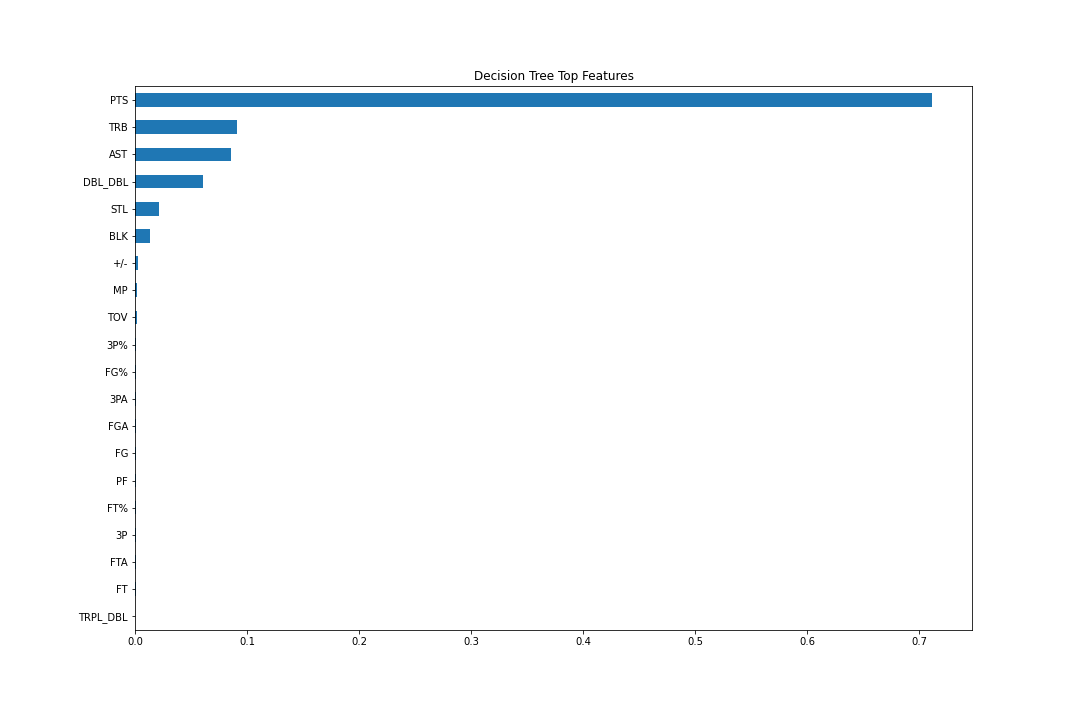 Decision Tree Top Features
PTS
TRB
AST
DBL_DBL
STL
BLK
+/-
MP
TOV
3P%
FG%
3PA
FGA
FG
PF
FT%
3P
FTA
FT
TRPL_DBL
0.0 0.1 0.2 0.3 0.4 0.5 0.6 0.7